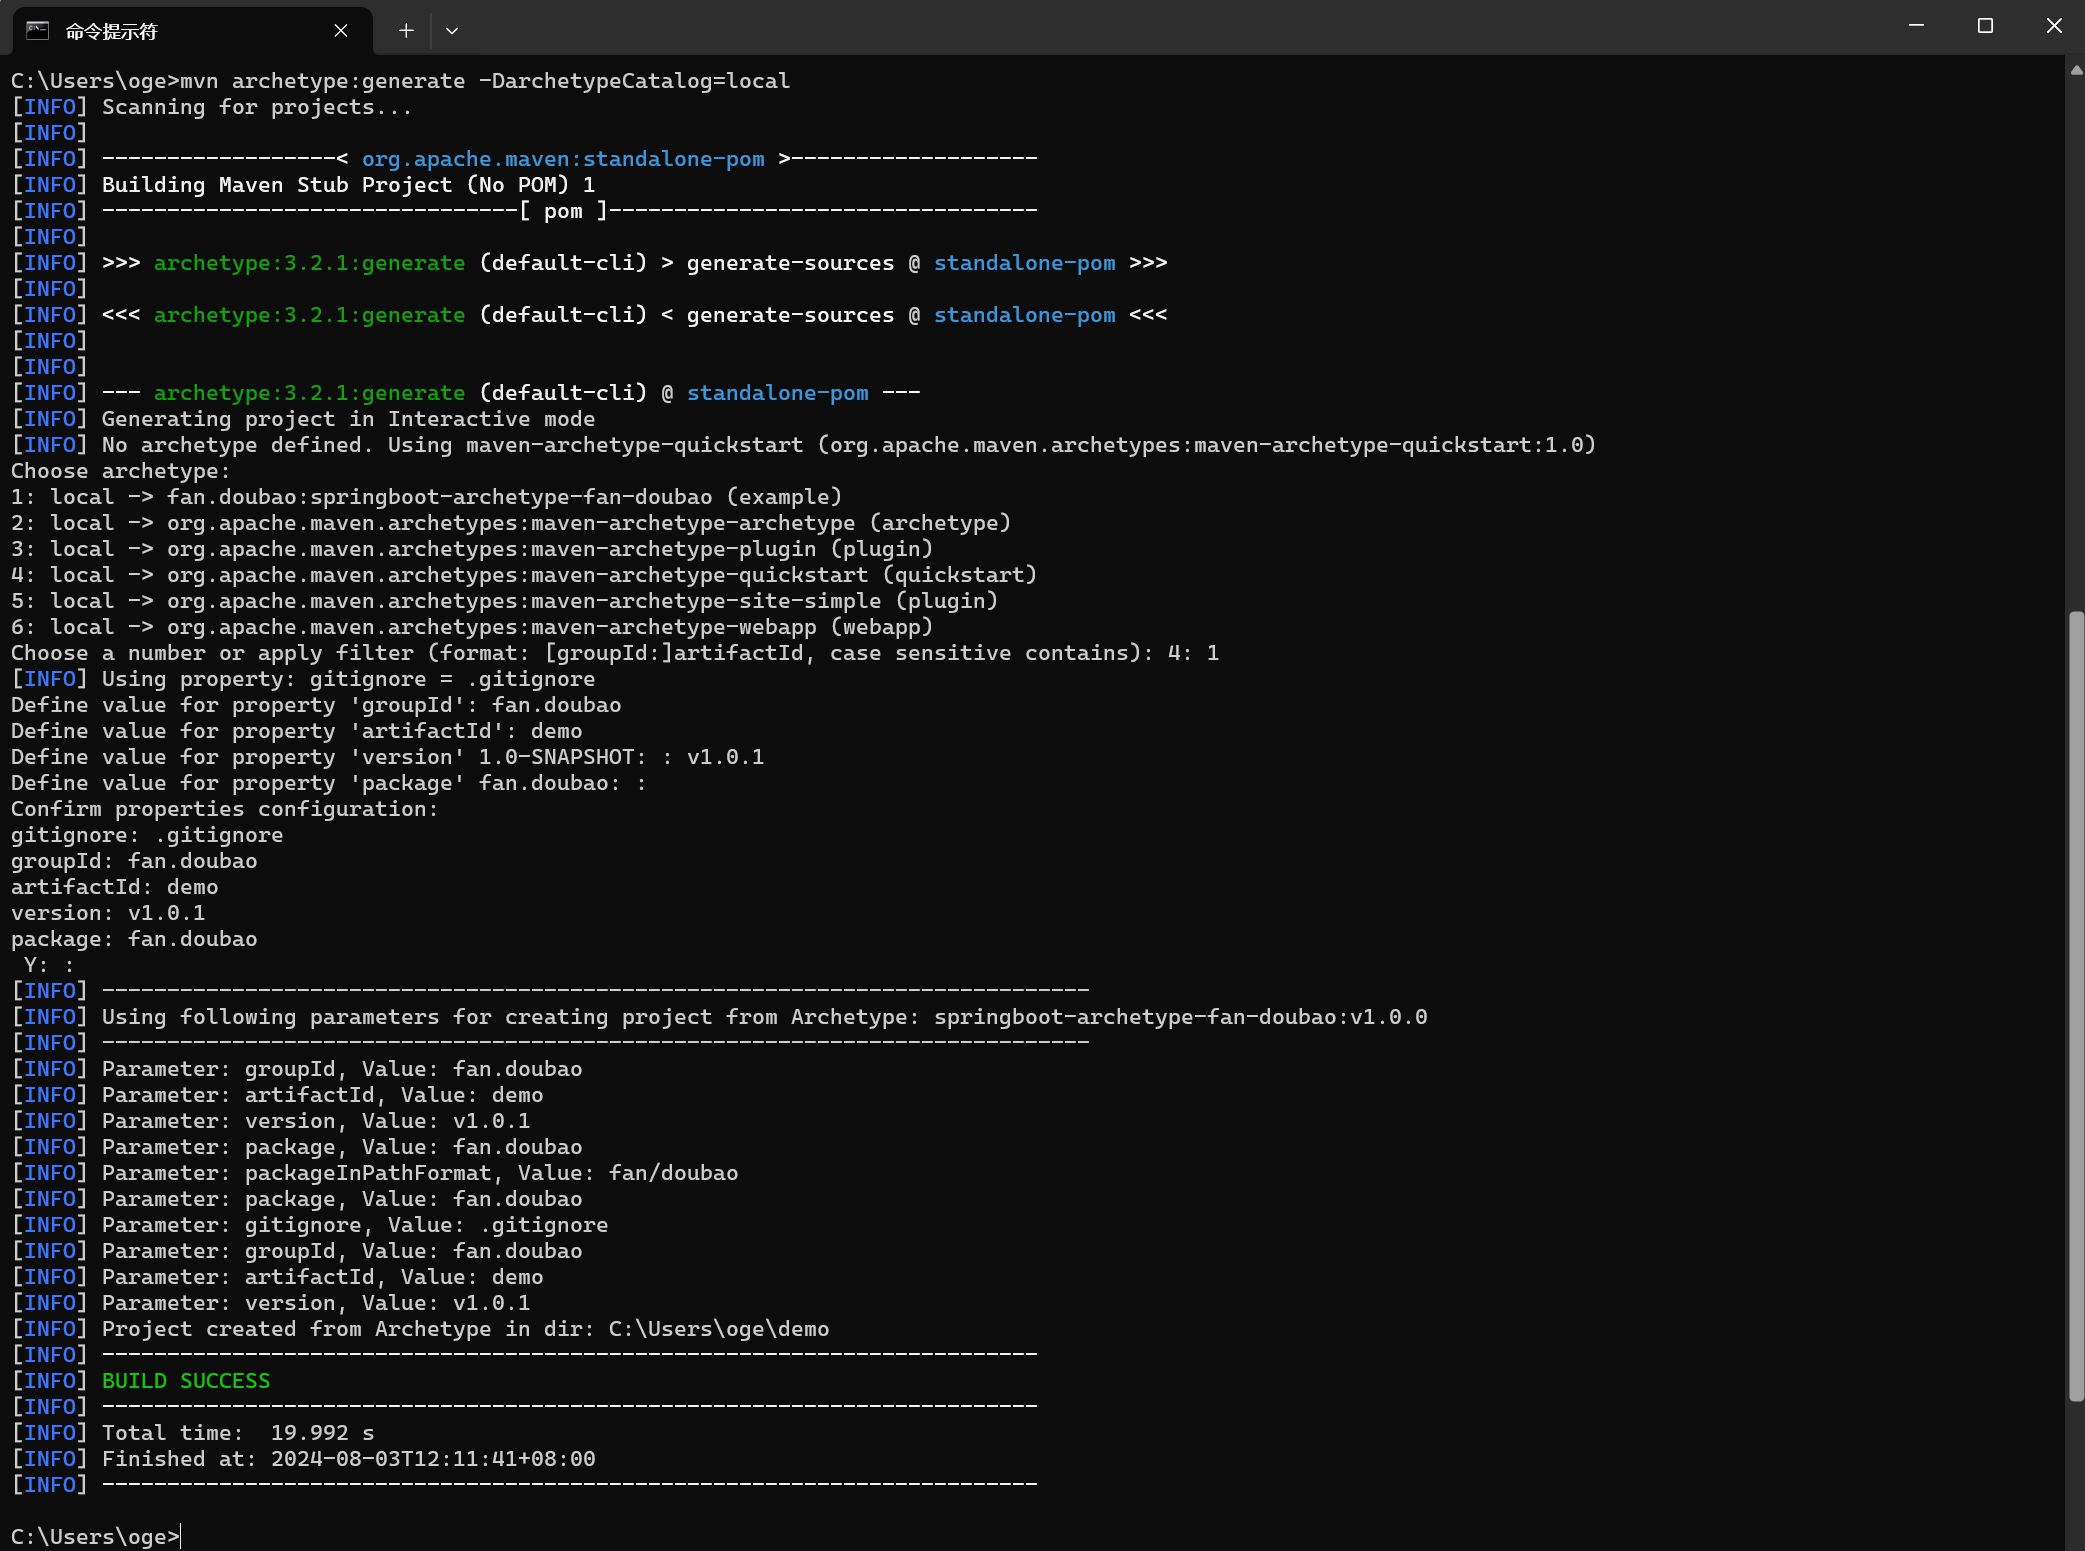 命令提示符
C:\Users\oge>mvn archetype:generate -DarchetypeCatalog=local
[INFO] Scanning for projects...
[INFO]
[INFO] ------------------< org.apache.maven:standalone-pom >-------------------
[INFO] Building Maven Stub Project (No POM) 1
[INFO] --------------------------------[ pom ]---------------------------------
[INFO]
[INFO] >>> archetype:3.2.1:generate (default-cli) > generate-sources @ standalone-pom >>>
[INFO]
[INFO] <<< archetype:3.2.1:generate (default-cli) < generate-sources @ standalone-pom <<<
[INFO]
[INFO]
[INFO] --- archetype:3.2.1:generate (default-cli) @ standalone-pom ---
[INFO] Generating project in Interactive mode
[INFO] No archetype defined. Using maven-archetype-quickstart (org.apache.maven.archetypes:maven-archetype-quickstart:1.0)
Choose archetype:
1: local -> fan.doubao:springboot-archetype-fan-doubao (example)
2: local -> org.apache.maven.archetypes:maven-archetype-archetype (archetype)
3: local -> org.apache.maven.archetypes:maven-archetype-plugin (plugin)
4: local -> org.apache.maven.archetypes:maven-archetype-quickstart (quickstart)
5: local -> org.apache.maven.archetypes:maven-archetype-site-simple (plugin)
6: local -> org.apache.maven.archetypes:maven-archetype-webapp (webapp)
Choose a number or apply filter (format: [groupId:]artifactId, case sensitive contains): 4: 1
[INFO] Using property: gitignore = .gitignore
Define value for property 'groupId': fan.doubao
Define value for property 'artifactId': demo
Define value for property 'version' 1.0-SNAPSHOT: : v1.0.1
Define value for property 'package' fan.doubao: :
Confirm properties configuration:
gitignore: .gitignore
groupId: fan.doubao
artifactId: demo
version: v1.0.1
package: fan.doubao
 Y: :
[INFO] ----------------------------------------------------------------------------
[INFO] Using following parameters for creating project from Archetype: springboot-archetype-fan-doubao:v1.0.0
[INFO] ----------------------------------------------------------------------------
[INFO] Parameter: groupId, Value: fan.doubao
[INFO] Parameter: artifactId, Value: demo
[INFO] Parameter: version, Value: v1.0.1
[INFO] Parameter: package, Value: fan.doubao
[INFO] Parameter: packageInPathFormat, Value: fan/doubao
[INFO] Parameter: package, Value: fan.doubao
[INFO] Parameter: gitignore, Value: .gitignore
[INFO] Parameter: groupId, Value: fan.doubao
[INFO] Parameter: artifactId, Value: demo
[INFO] Parameter: version, Value: v1.0.1
[INFO] Project created from Archetype in dir: C:\Users\oge\demo
[INFO] ------------------------------------------------------------------------
[INFO] BUILD SUCCESS
[INFO] ------------------------------------------------------------------------
[INFO] Total time:  19.992 s
[INFO] Finished at: 2024-08-03T12:11:41+08:00
[INFO] ------------------------------------------------------------------------
C:\Users\oge>